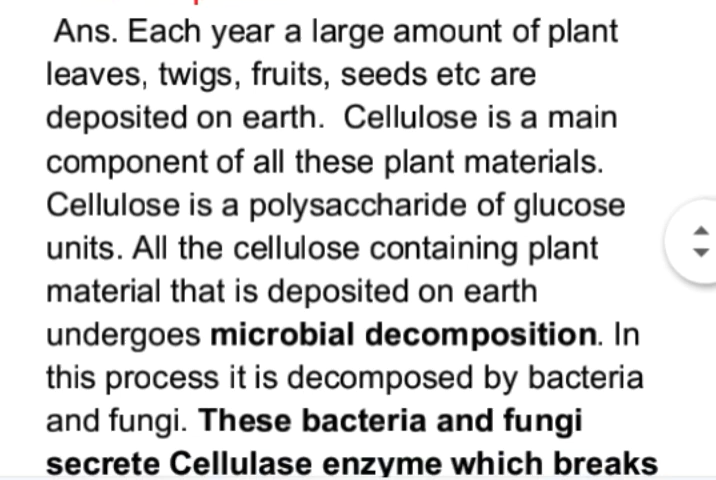 Ans. Each year a large amount of plant
leaves, twigs, fruits, seeds etc are
deposited on earth.  Cellulose is a main
component of all these plant materials.
Cellulose is a polysaccharide of glucose
units. All the cellulose containing plant
material that is deposited on earth
undergoes microbial decomposition. In
this process it is decomposed by bacteria
and fungi. These bacteria and fungi
secrete Cellulase enzyme which breaks